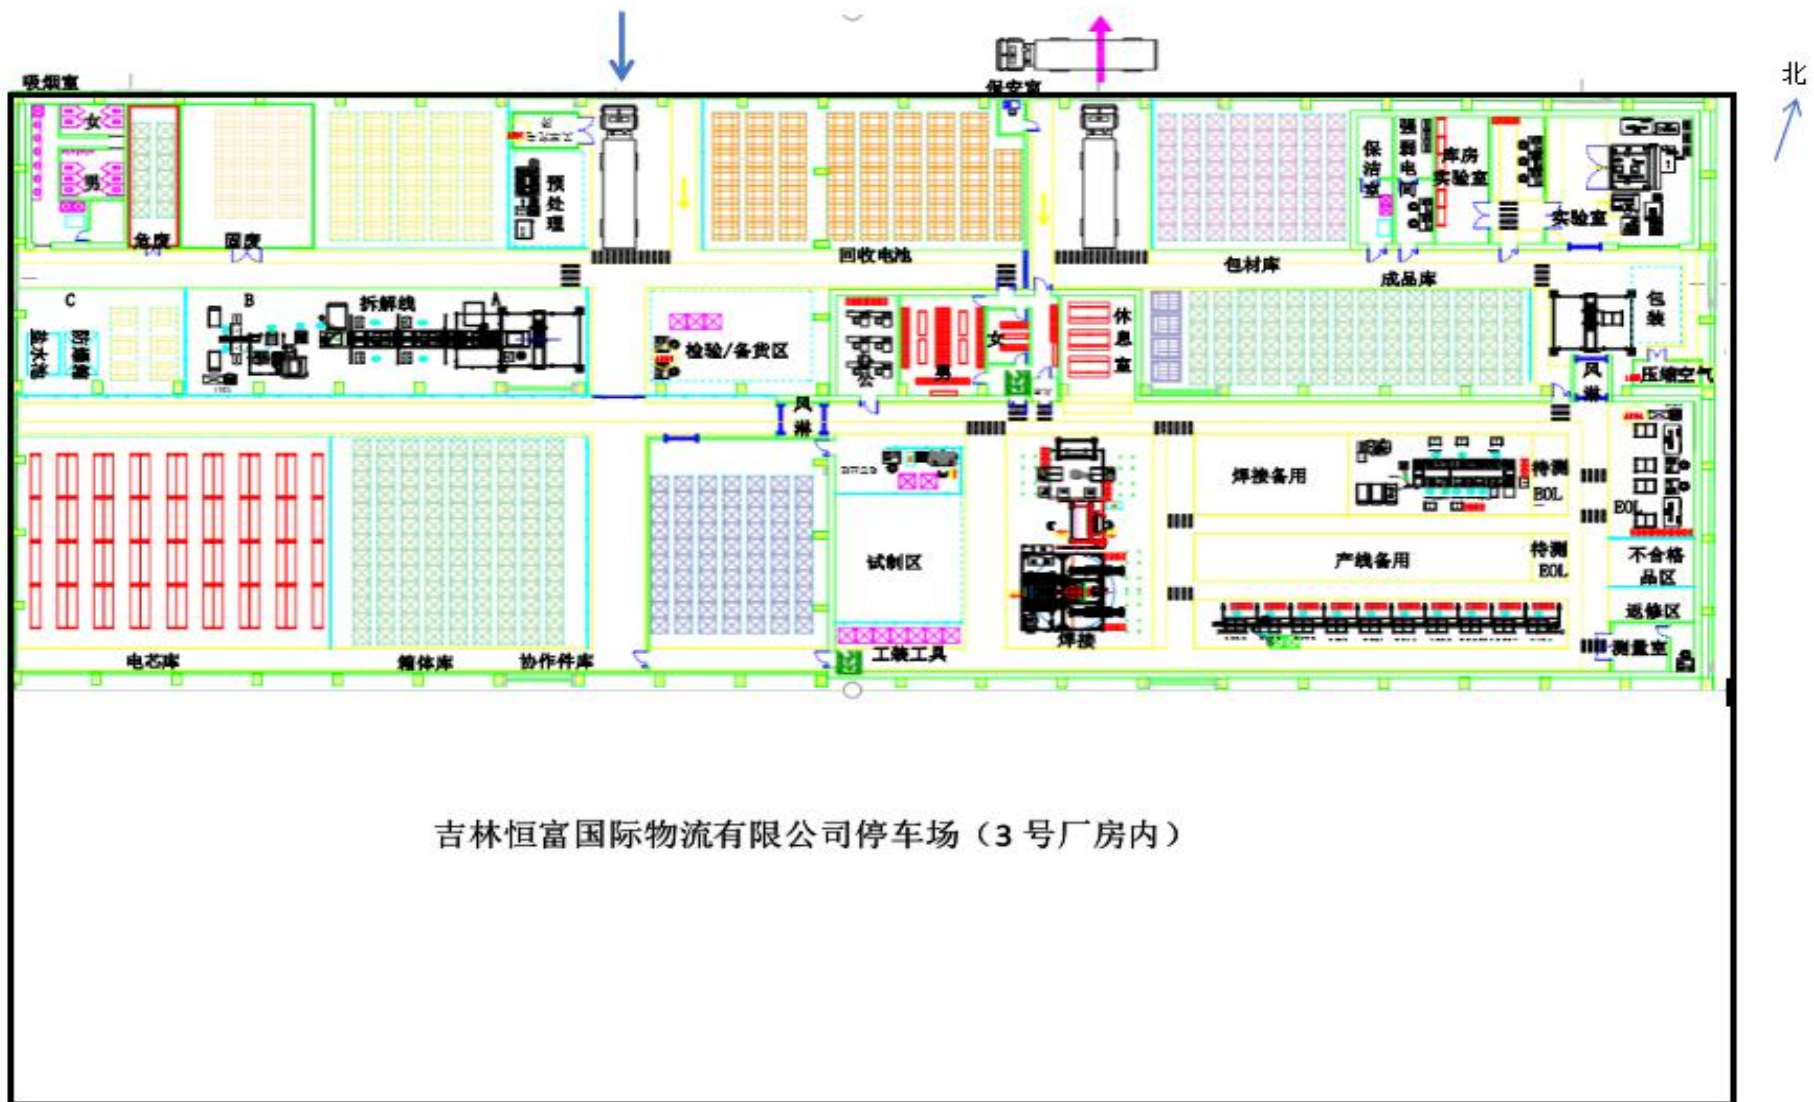 吸烟室
保安室
北
女
男
危废
固废
预处理
回收电池
包材库
保洁室
强弱电间
库房
实验室
实验室
成品库
C
B
拆解线
A
盐水池
防爆箱
检验/备货区
办公
男
女
休息室
包装
压缩空气
风淋
风淋
焊接备用
待测
EOL
EOL
试制区
产线备用
待测
EOL
不合格
品区
返修区
焊接
测量室
电芯库
箱体库
协作件库
工装工具
吉林恒富国际物流有限公司停车场（3 号厂房内）